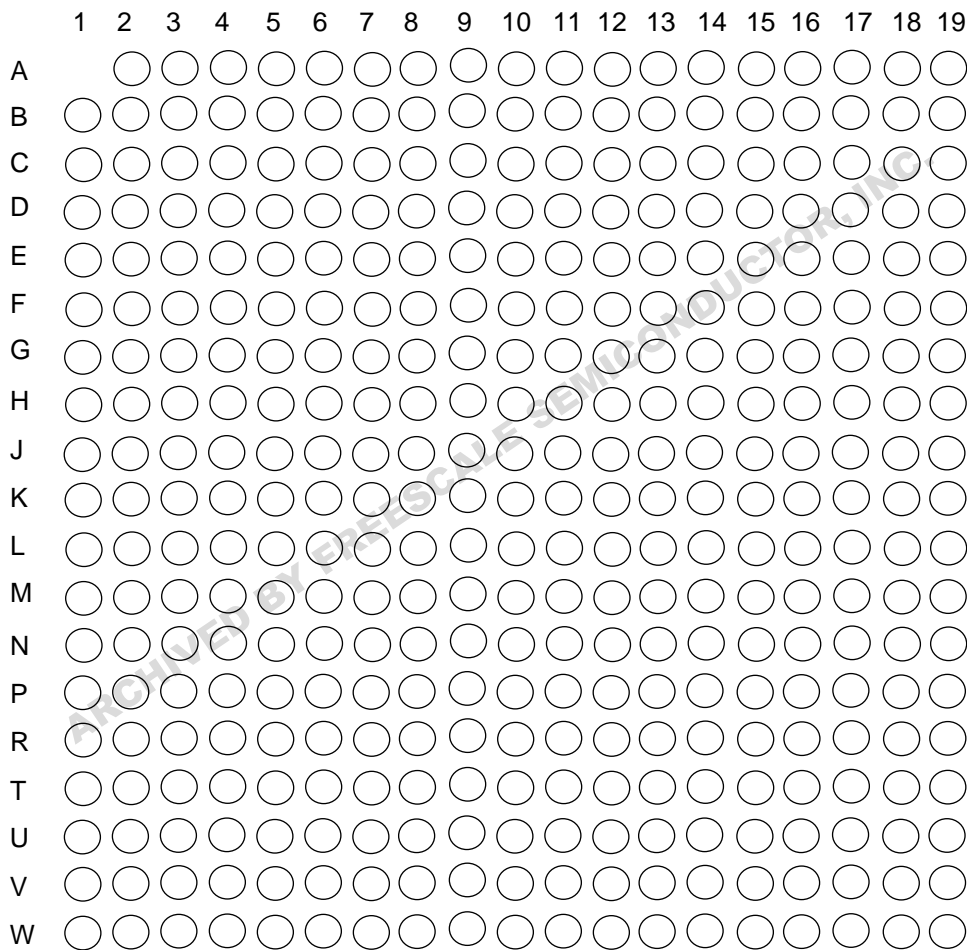 1 2 3 4 5 6 7 8 9 10 11 12 13 14 15 16 17 18 19
A
B
C
D
E
F
G
H
J
K
L
M
N
P
R
T
U
V
W
ARCHIVED BY FREESCALE SEMICONDUCTOR, INC.